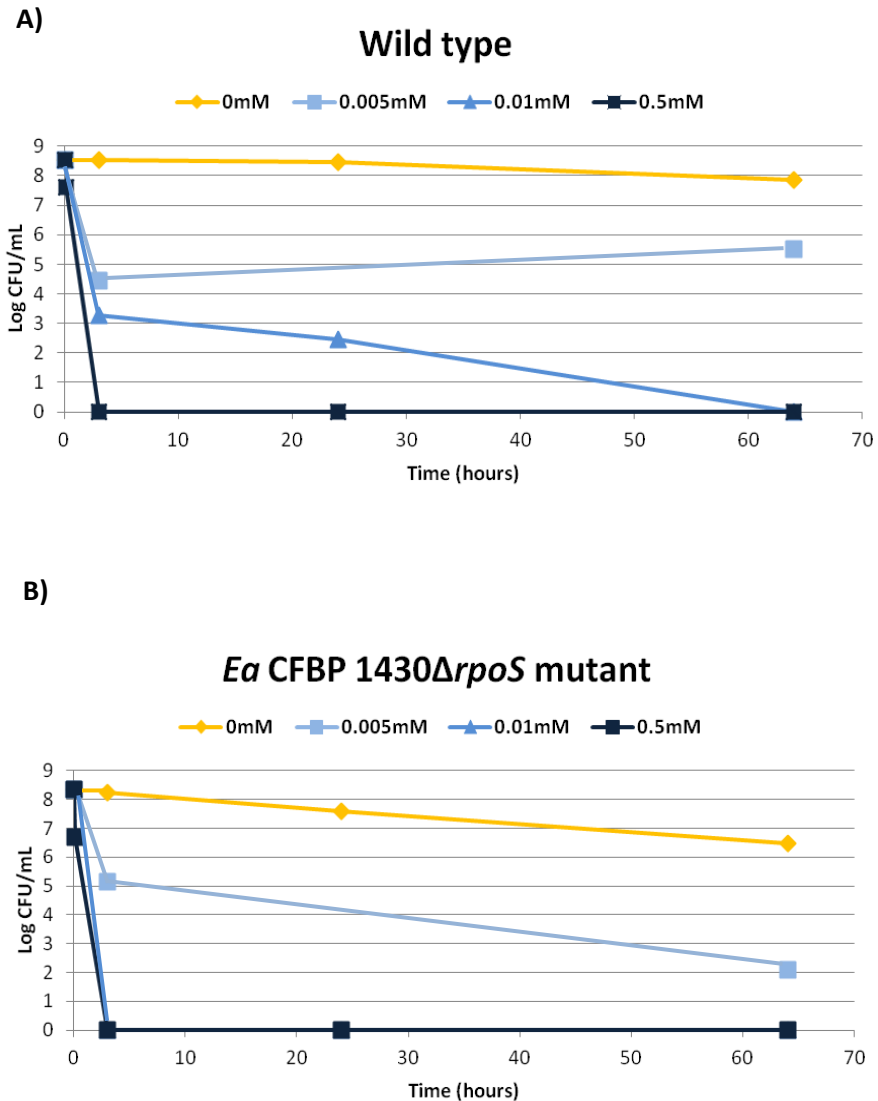 A)
Wild type
0mM 0.005mM 0.01mM 0.5mM
9
8
7
6
5
4
3
2
1
0
Log CFU/mL
0 10 20 30 40 50 60 70
Time (hours)
B)
Ea CFBP 1430ΔrpoS mutant
0mM 0.005mM 0.01mM 0.5mM
9
8
7
6
5
4
3
2
1
0
Log CFU/mL
0 10 20 30 40 50 60 70
Time (hours)